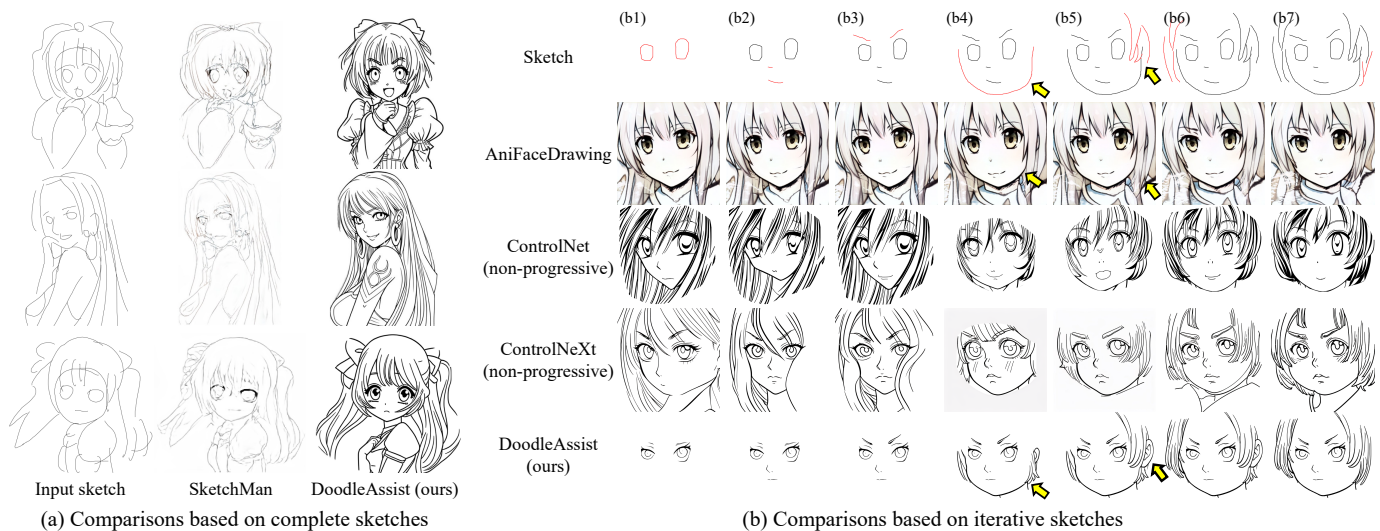 (b1) (b2) (b3) (b4) (b5) (b6) (b7)
Sketch
AniFaceDrawing
ControlNet
(non-progressive)
ControlNeXt
(non-progressive)
DoodleAssist
(ours)
Input sketch SketchMan DoodleAssist (ours)
(a) Comparisons based on complete sketches
(b) Comparisons based on iterative sketches